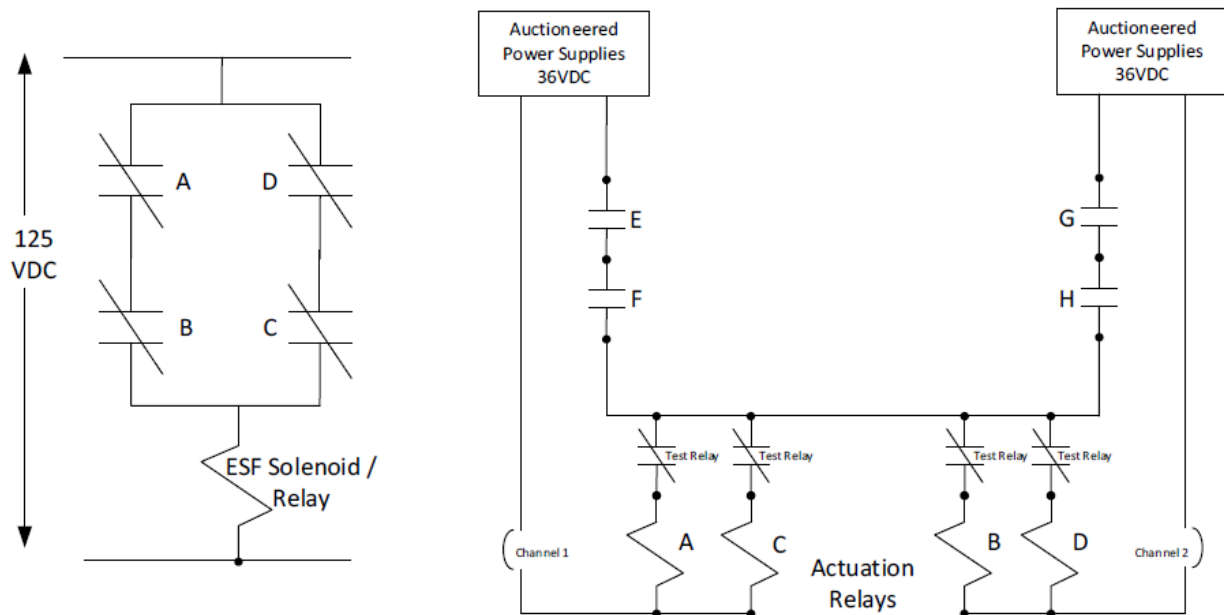 Auctioneered
Power Supplies
36VDC
Auctioneered
Power Supplies
36VDC
A
D
E
G
125
VDC
B
C
F
H
Test Relay
Test Relay
Test Relay
Test Relay
ESF Solenoid /
Relay
Channel 1
A
C
B
D
Channel 2
Actuation
Relays